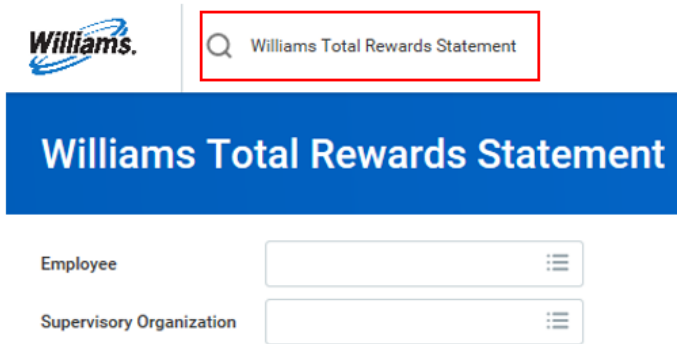 Williams.
Williams Total Rewards Statement
Williams Total Rewards Statement
Employee
Supervisory Organization